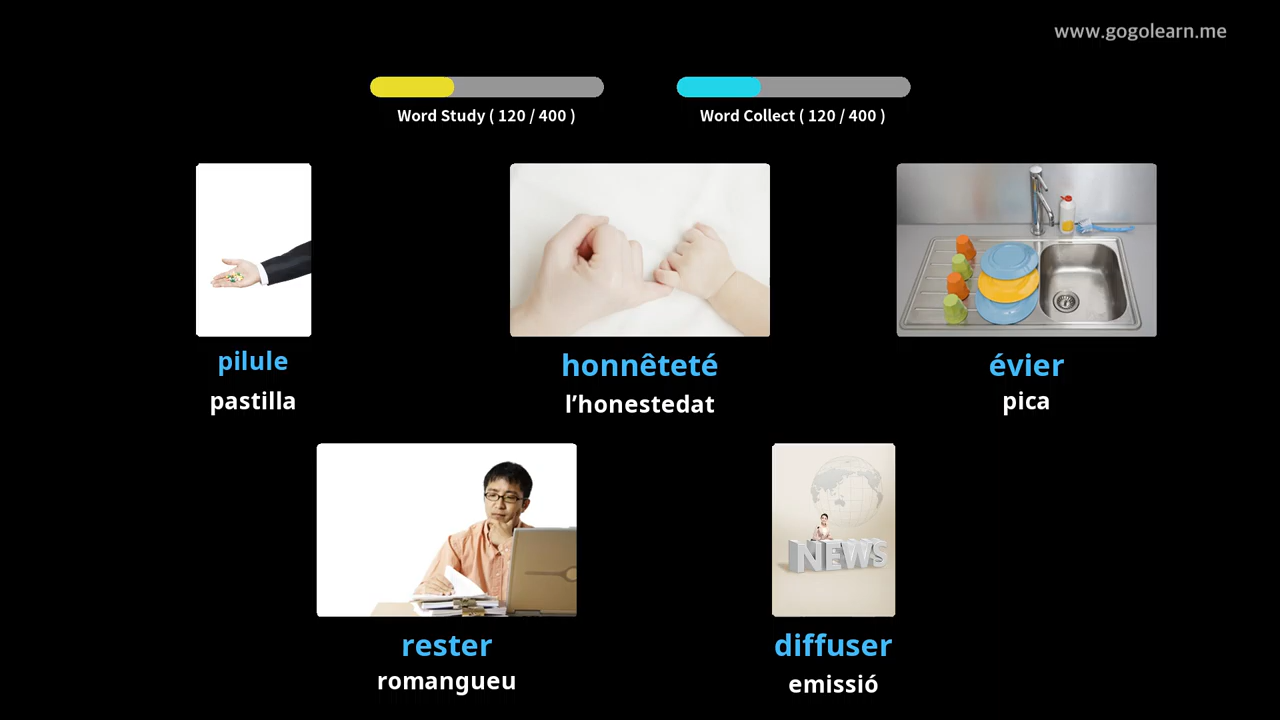 www.gogolearn.me
Word Study ( 120 / 400 )
Word Collect ( 120 / 400 )
pilule
pastilla
honnêteté
l’honestedat
évier
pica
rester
romangueu
NEWS
diffuser
emissió